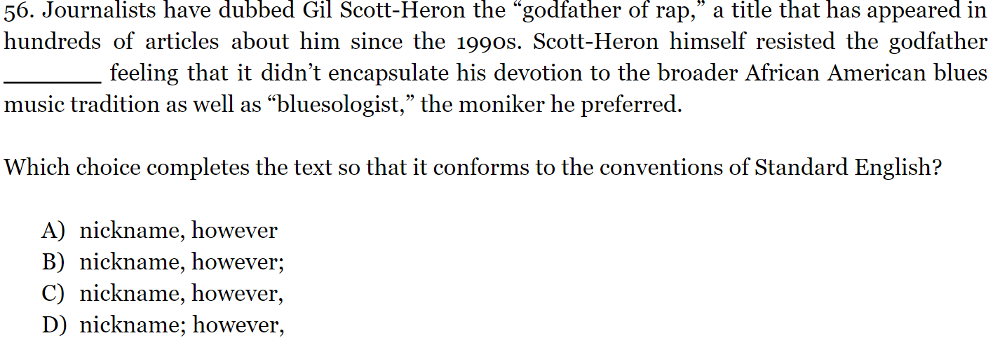 56. Journalists have dubbed Gil Scott-Heron the “godfather of rap,” a title that has appeared in
hundreds of articles about him since the 1990s. Scott-Heron himself resisted the godfather
________ feeling that it didn’t encapsulate his devotion to the broader African American blues
music tradition as well as “bluesologist,” the moniker he preferred.
Which choice completes the text so that it conforms to the conventions of Standard English?
A) nickname, however
B) nickname, however;
C) nickname, however,
D) nickname; however,